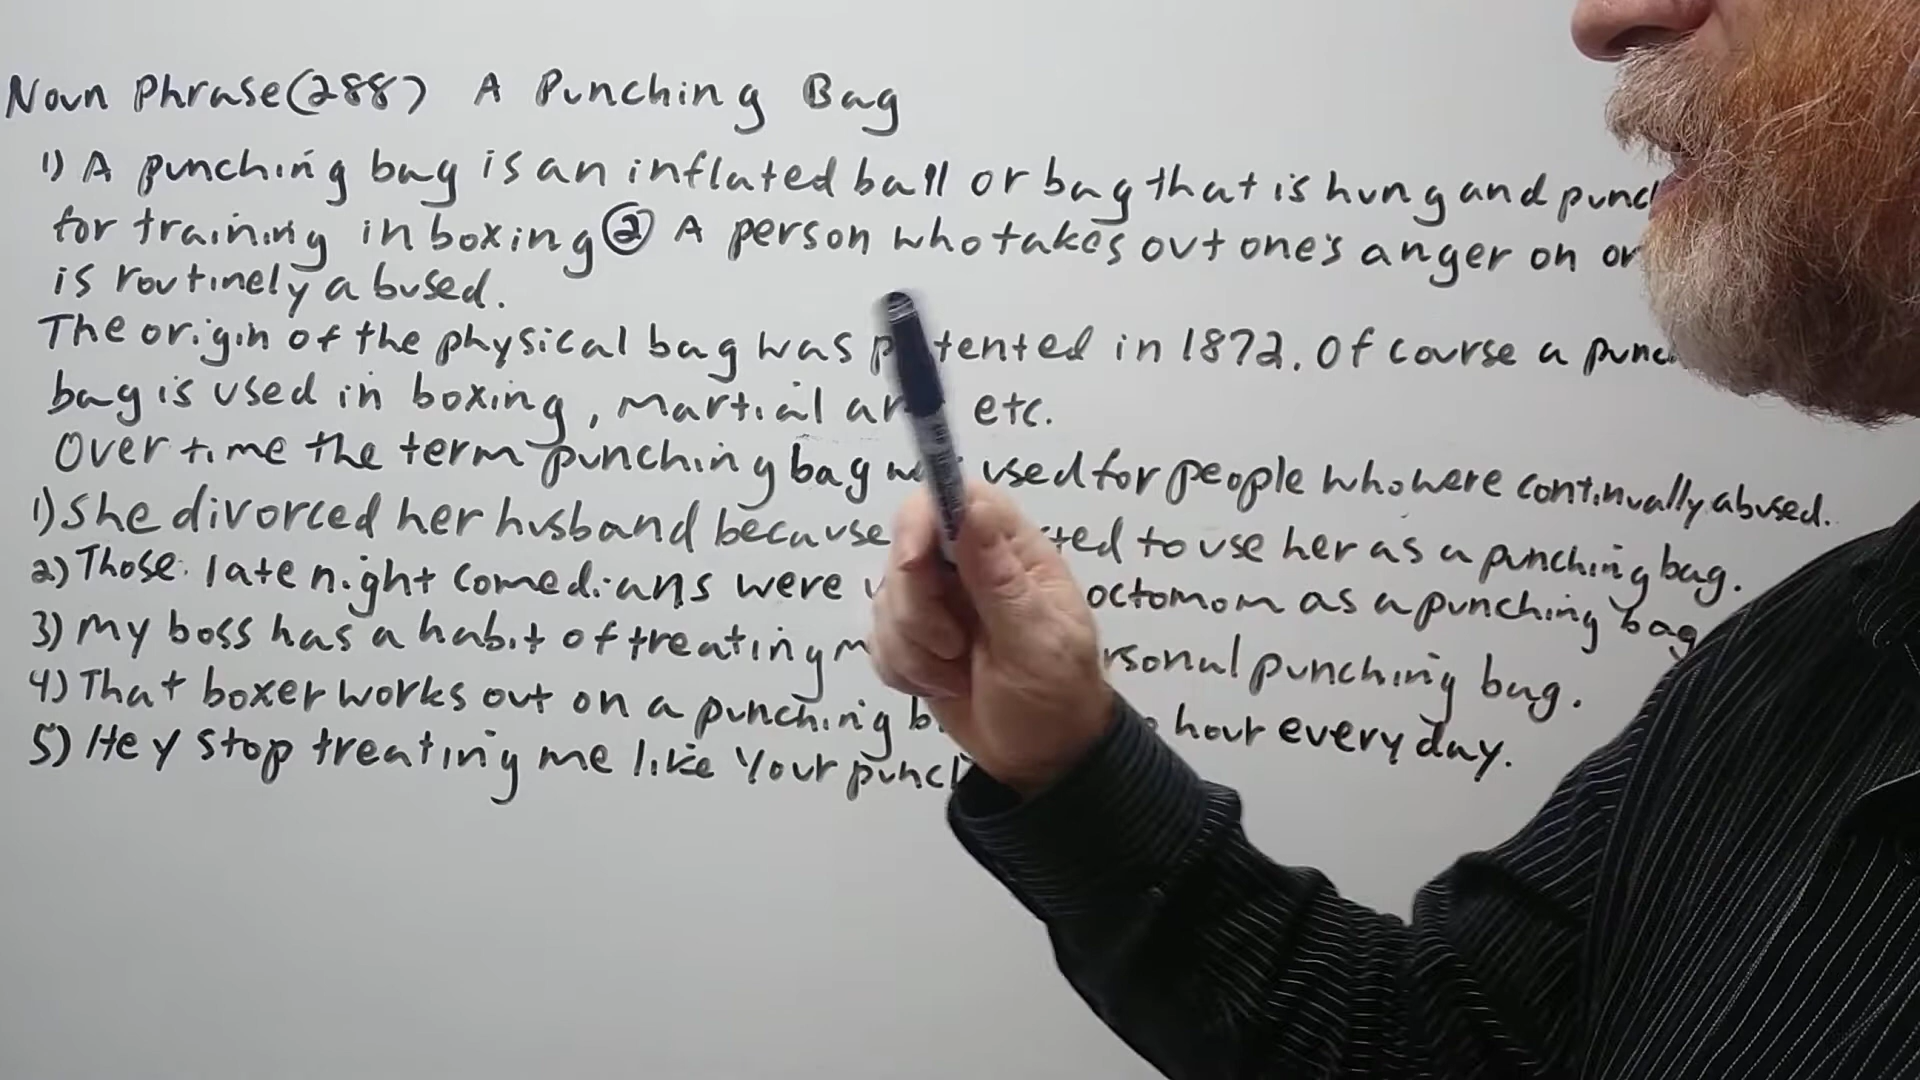 Noun Phrase (288) A Punching Bag
1) A punching bag is an inflated ball or bag that is hung and punc
for training in boxing ② A person who takes out one's anger on or
is routinely abused.
The origin of the physical bag was p tented in 1872. Of course a punc
bag is used in boxing, martial ar etc.
Over time the term punching bag used for people who were continually abused.
1) She divorced her husband because ted to use her as a punching bag.
2) Those late night comedians were octomom as a punching bag
3) My boss has a habit of treating m rsonal punching bag.
4) That boxer works out on a punching b hour every day.
5) Hey stop treating me like your punc